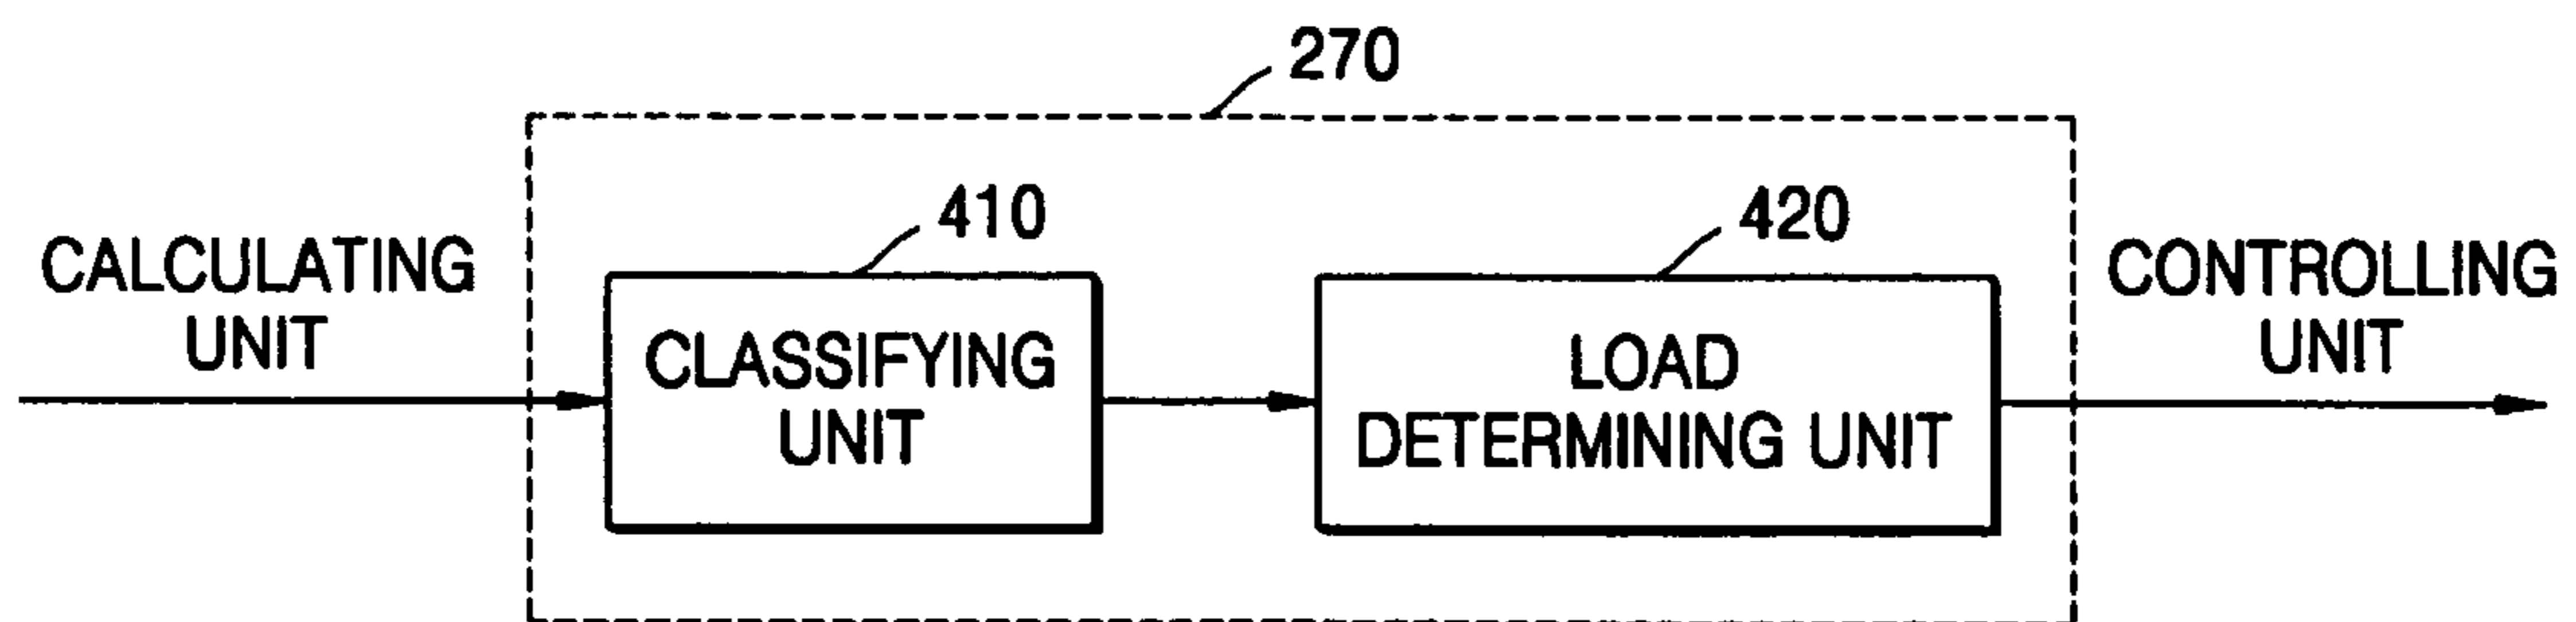 270
410
420
CALCULATING
UNIT
CLASSIFYING
UNIT
LOAD
DETERMINING UNIT
CONTROLLING
UNIT